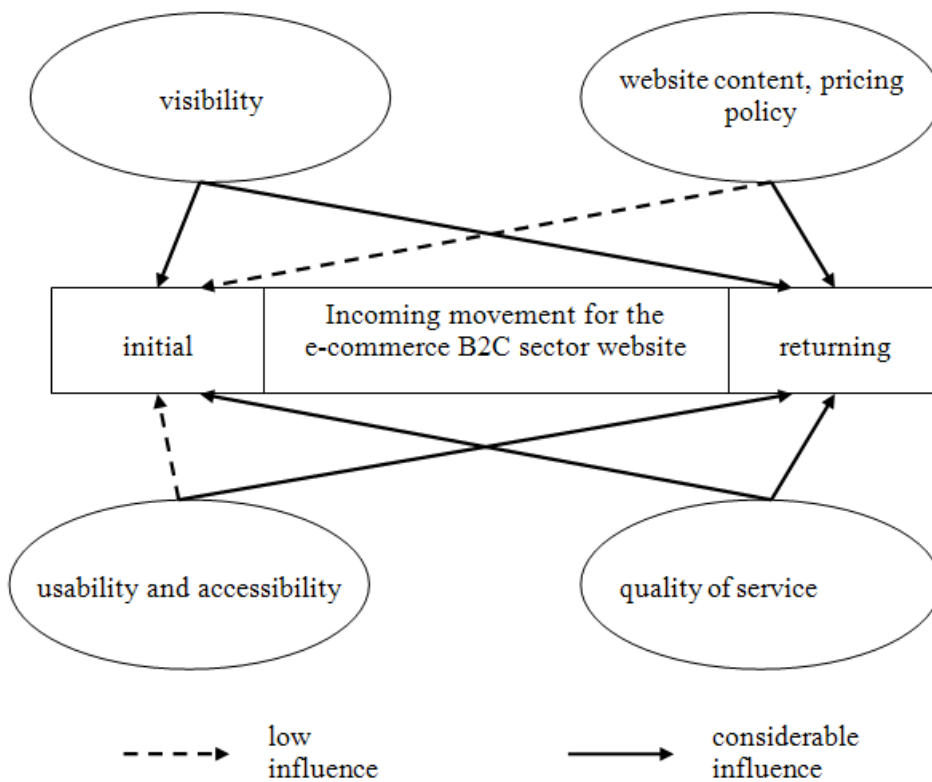 visibility
website content, pricing
policy
initial
Incoming movement for the
e-commerce B2C sector website
returning
usability and accessibility
quality of service
low
influence
considerable
influence